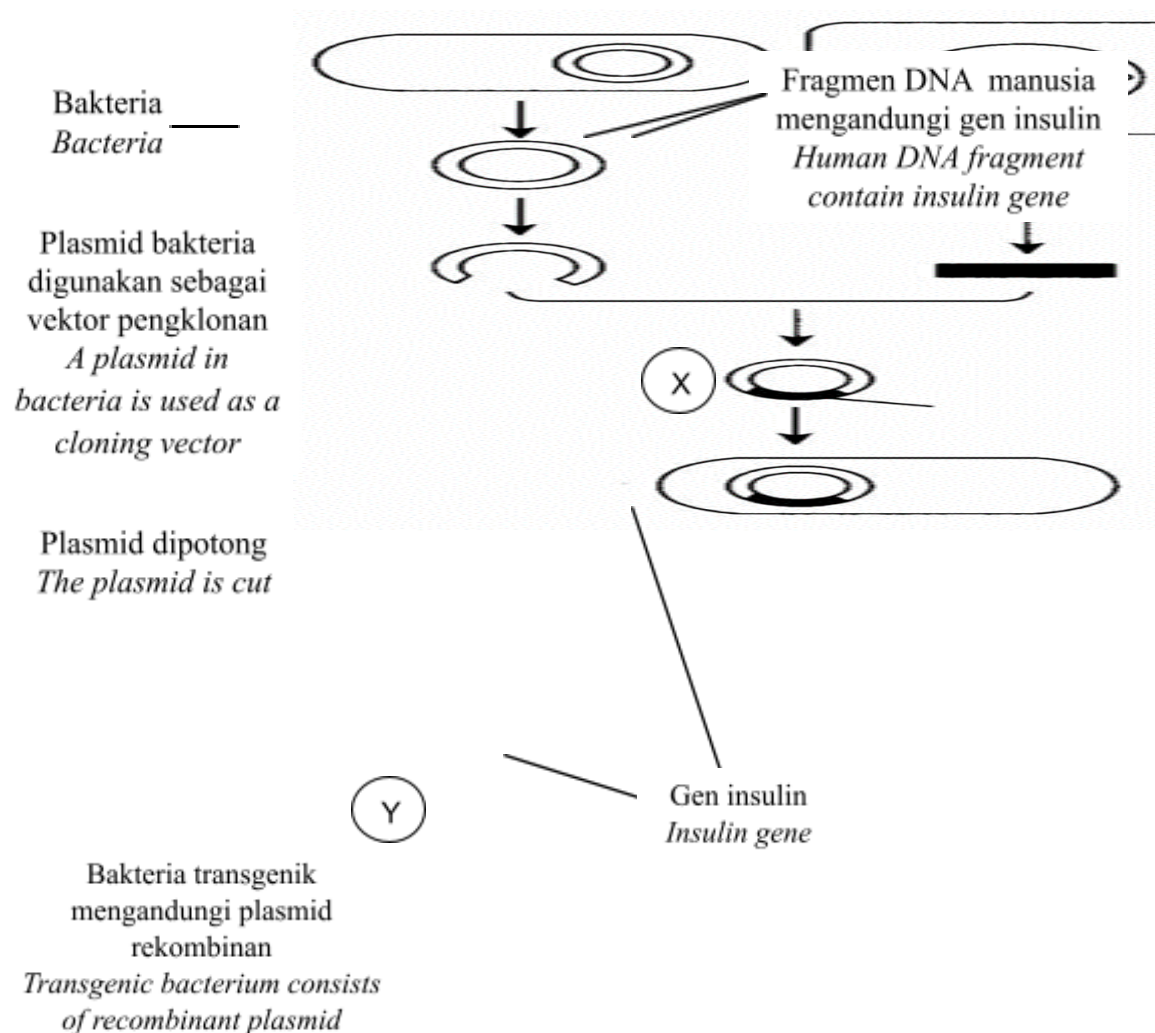 Bakteria
Bacteria
Fragmen DNA manusia
mengandungi gen insulin
Human DNA fragment
contain insulin gene
Plasmid bakteria
digunakan sebagai
vektor pengklonan
A plasmid in
bacteria is used as a
cloning vector
X
Plasmid dipotong
The plasmid is cut
Gen insulin
Insulin gene
Y
Bakteria transgenik
mengandungi plasmid
rekombinan
Transgenic bacterium consists
of recombinant plasmid